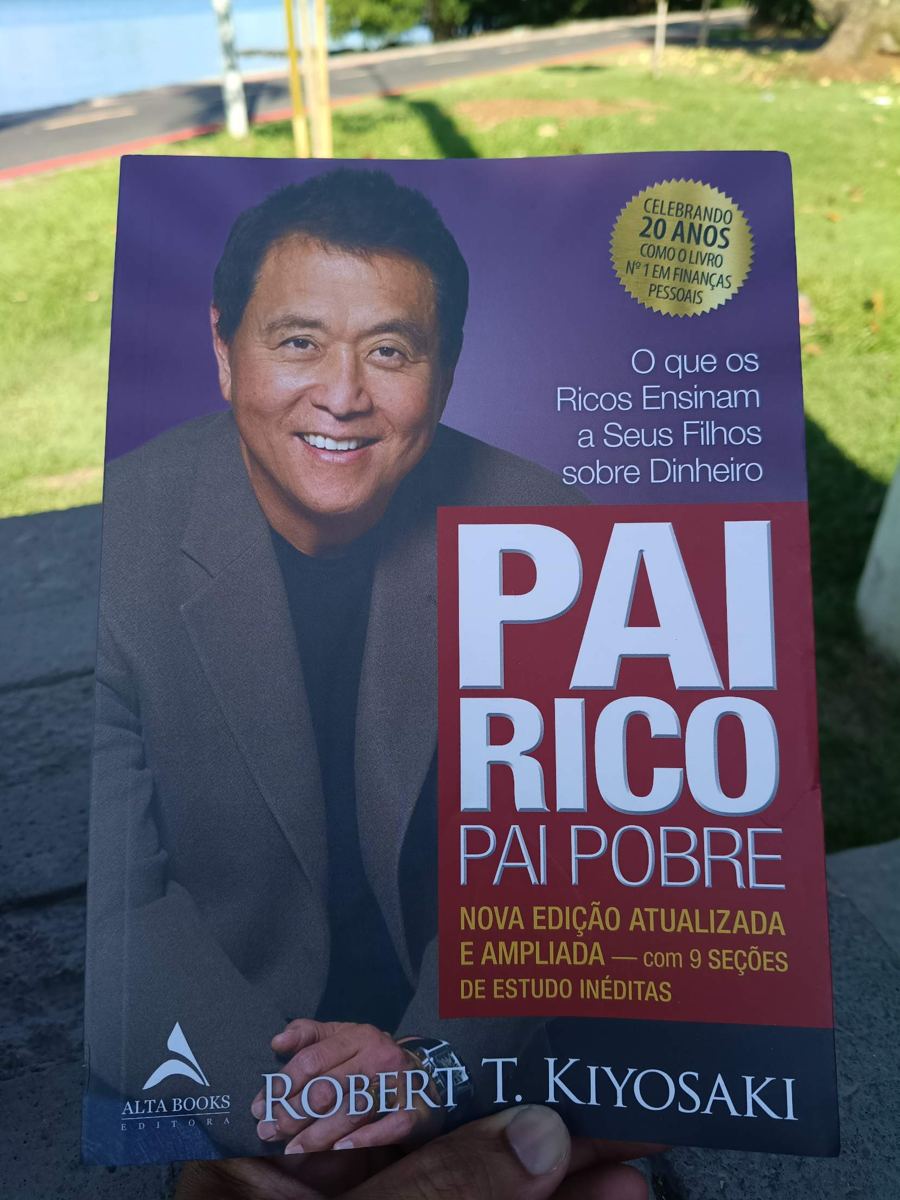 CELEBRANDO
20 ANOS
COMO O LIVRO
Nº 1 EM FINANÇAS
PESSOAIS
O que os
Ricos Ensinam
a Seus Filhos
sobre Dinheiro
PAI
RICO
PAI POBRE
NOVA EDIÇÃO ATUALIZADA
E AMPLIADA — com 9 SEÇÕES
DE ESTUDO INÉDITAS
ALTA BOOKS
EDITORA
ROBERT T. KIYOSAKI